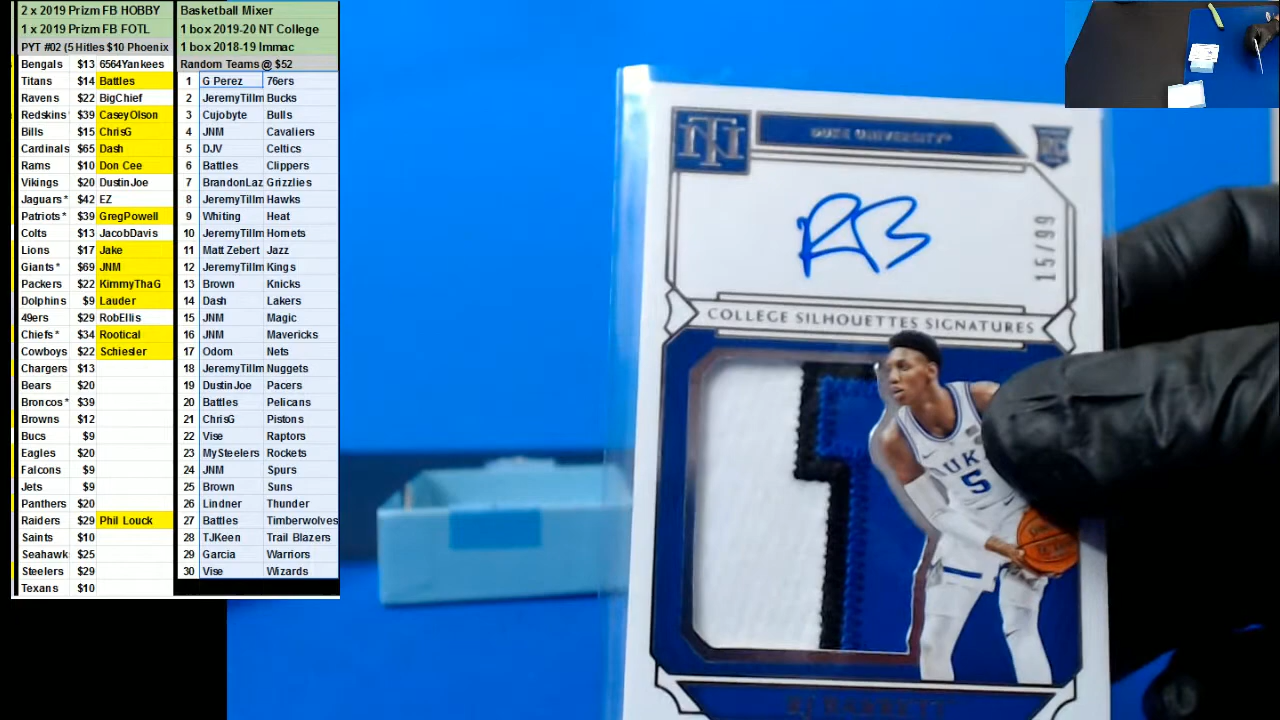 2 x 2019 Prizm FB HOBBY
1 x 2019 Prizm FB FOTL
PYT #02 (5 Hitles $10 Phoenix
Bengals $13 6564Yankees
Titans $14 Battles
Ravens $22 BigChief
Redskins $39 CaseyOlson
Bills $15 ChrisG
Cardinals $65 Dash
Rams $10 Don Cee
Vikings $20 DustinJoe
Jaguars * $42 EZ
Patriots * $39 GregPowell
Colts $13 JacobDavis
Lions $17 Jake
Giants * $69 JNM
Packers $22 KimmyThaG
Dolphins $9 Lauder
49ers $29 RobEllis
Chiefs * $34 Rootical
Cowboys $22 Schiesler
Chargers $13
Bears $20
Broncos * $39
Browns $12
Bucs $9
Eagles $20
Falcons $9
Jets $9
Panthers $20
Raiders $29 Phil Louck
Saints $10
Seahawk $25
Steelers $29
Texans $10
Basketball Mixer
1 box 2019-20 NT College
1 box 2018-19 Immac
Random Teams @ $52
1 G Perez 76ers
2 JeremyTillm Bucks
3 Cujobyte Bulls
4 JNM Cavaliers
5 DJV Celtics
6 Battles Clippers
7 BrandonLaz Grizzlies
8 JeremyTillm Hawks
9 Whiting Heat
10 JeremyTillm Hornets
11 Matt Zebert Jazz
12 JeremyTillm Kings
13 Brown Knicks
14 Dash Lakers
15 JNM Magic
16 JNM Mavericks
17 Odom Nets
18 JeremyTillm Nuggets
19 DustinJoe Pacers
20 Battles Pelicans
21 ChrisG Pistons
22 Vise Raptors
23 MySteelers Rockets
24 JNM Spurs
25 Brown Suns
26 Lindner Thunder
27 Battles Timberwolves
28 TJKeen Trail Blazers
29 Garcia Warriors
30 Vise Wizards
NT
DUKE UNIVERSITY
RC
RJB
15/99
COLLEGE SILHOUETTES SIGNATURES
DUKE
5
RJ BARRETT